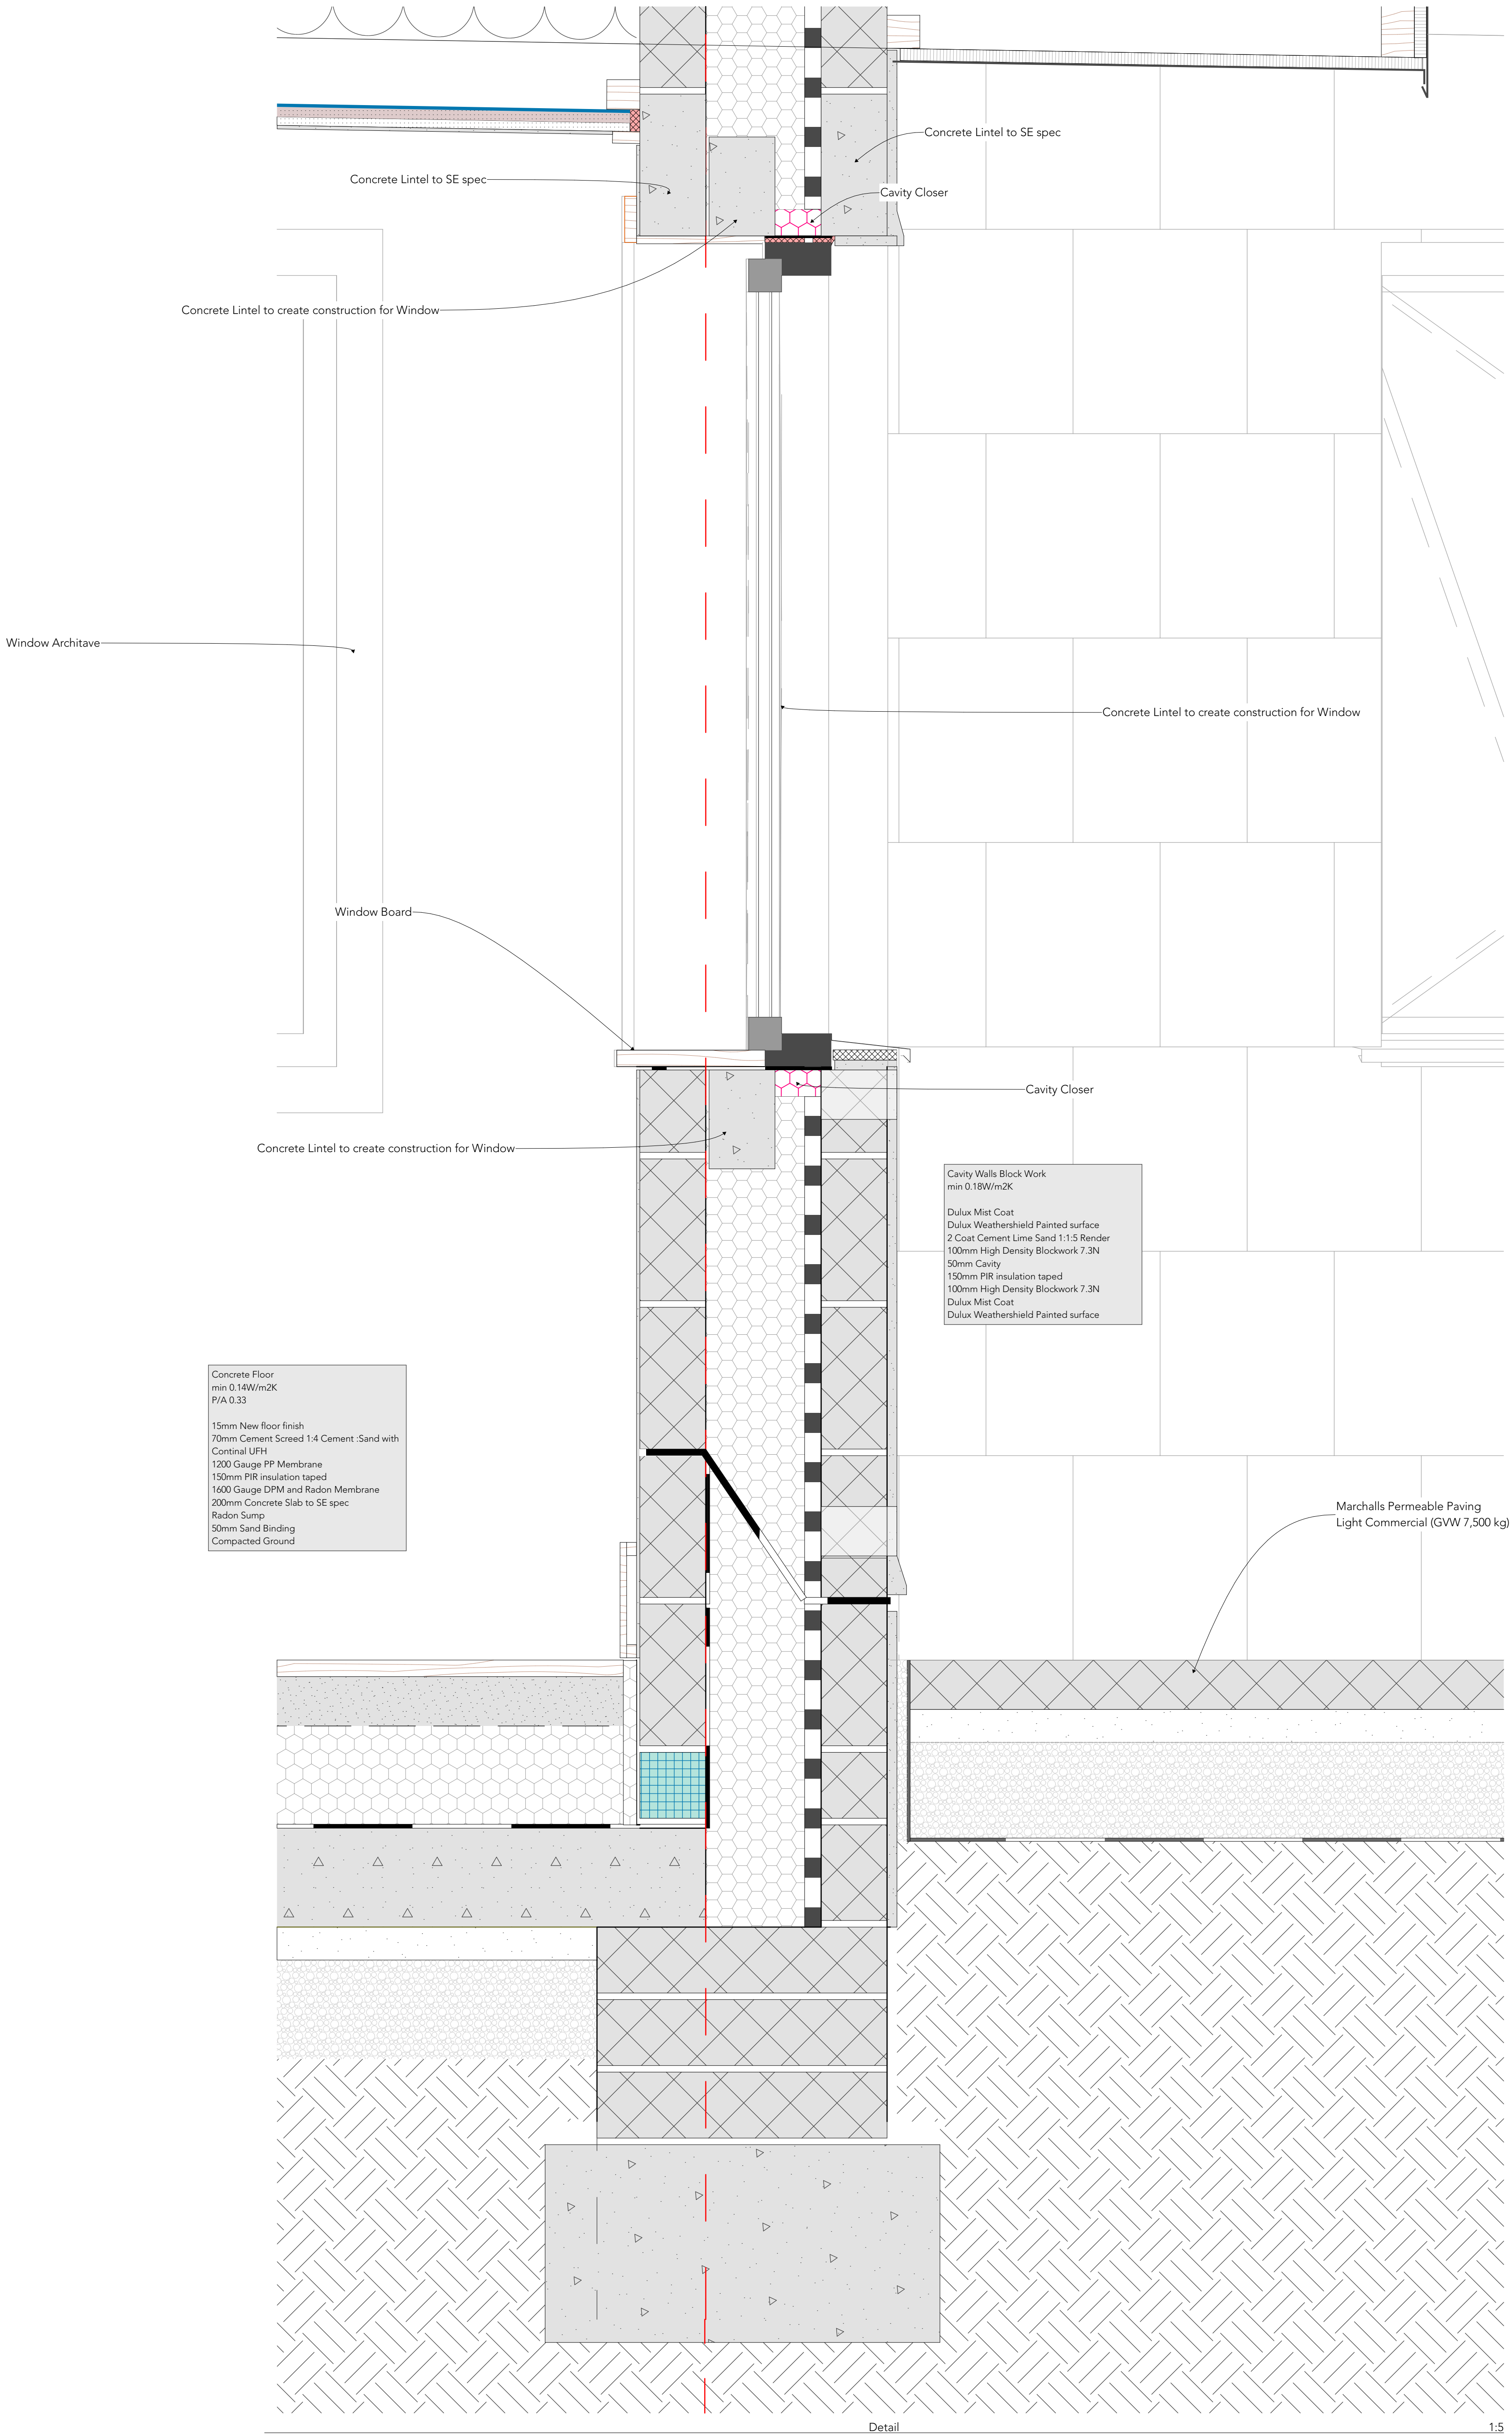 Concrete Lintel to SE spec
Concrete Lintel to SE spec
Cavity Closer
Concrete Lintel to create construction for Window
Window Architave
Concrete Lintel to create construction for Window
Window Board
Cavity Closer
Concrete Lintel to create construction for Window
Cavity Walls Block Work
min 0.18W/m2K
Dulux Mist Coat
Dulux Weathershield Painted surface
2 Coat Cement Lime Sand 1:1:5 Render
100mm High Density Blockwork 7.3N
50mm Cavity
150mm PIR insulation taped
100mm High Density Blockwork 7.3N
Dulux Mist Coat
Dulux Weathershield Painted surface
Concrete Floor
min 0.14W/m2K
P/A 0.33
15mm New floor finish
70mm Cement Screed 1:4 Cement :Sand with
Continal UFH
1200 Gauge PP Membrane
150mm PIR insulation taped
1600 Gauge DPM and Radon Membrane
200mm Concrete Slab to SE spec
Radon Sump
50mm Sand Binding
Compacted Ground
Marchalls Permeable Paving
Light Commercial (GVW 7,500 kg)
Detail
1:5